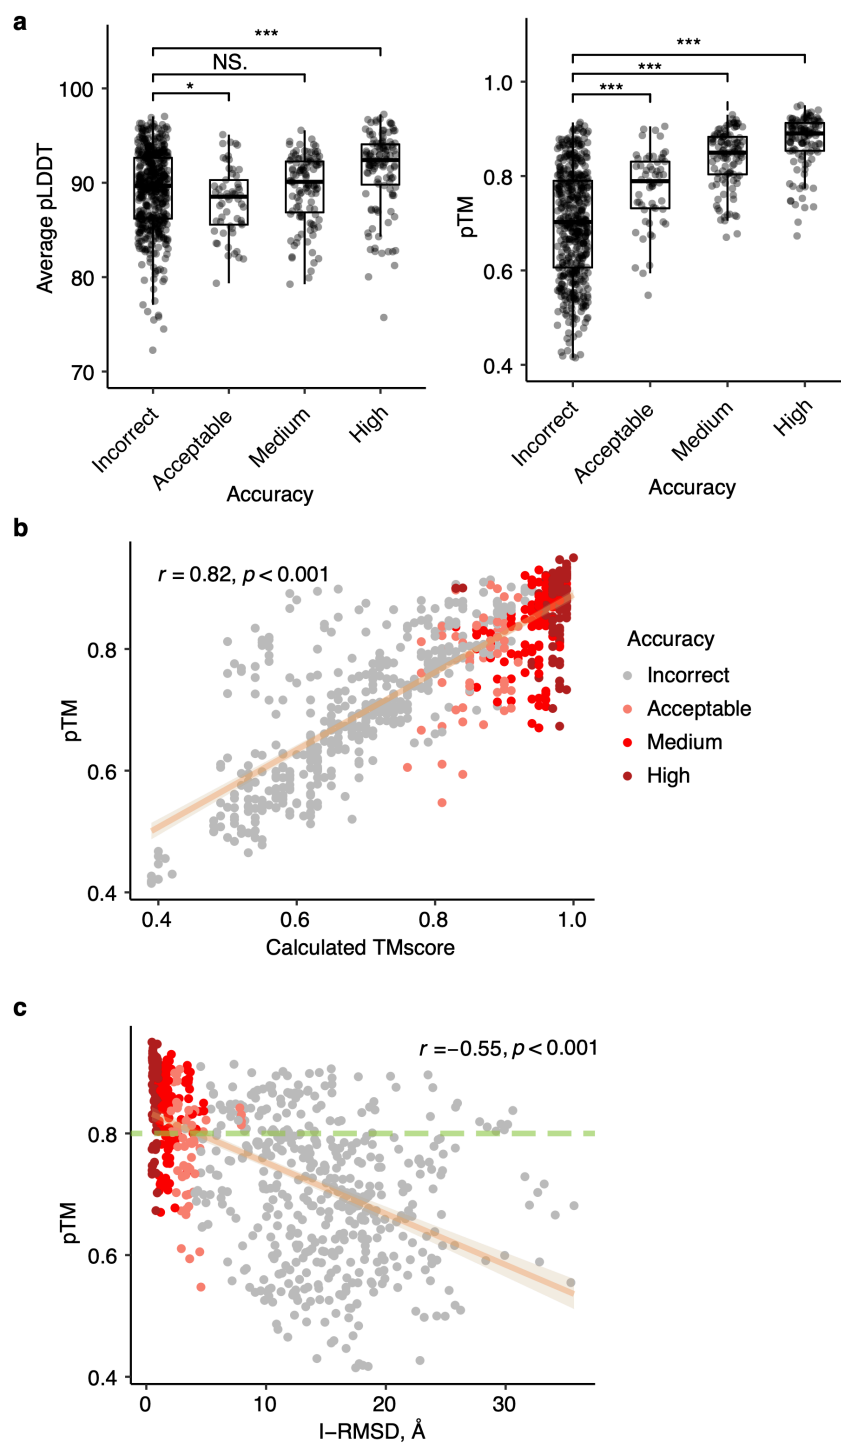 a
***
NS.
*
100
90
80
70
Average pLDDT
Incorrect
Acceptable
Medium
High
Accuracy
***
***
***
1.0
0.8
0.6
0.4
pTM
Incorrect
Acceptable
Medium
High
Accuracy
b
r = 0.82, p < 0.001
0.8
0.6
0.4
pTM
0.4
0.6
0.8
1.0
Calculated TMscore
Accuracy
Incorrect
Acceptable
Medium
High
c
r =−0.55, p < 0.001
0.8
0.6
0.4
pTM
0
10
20
30
I−RMSD, Å